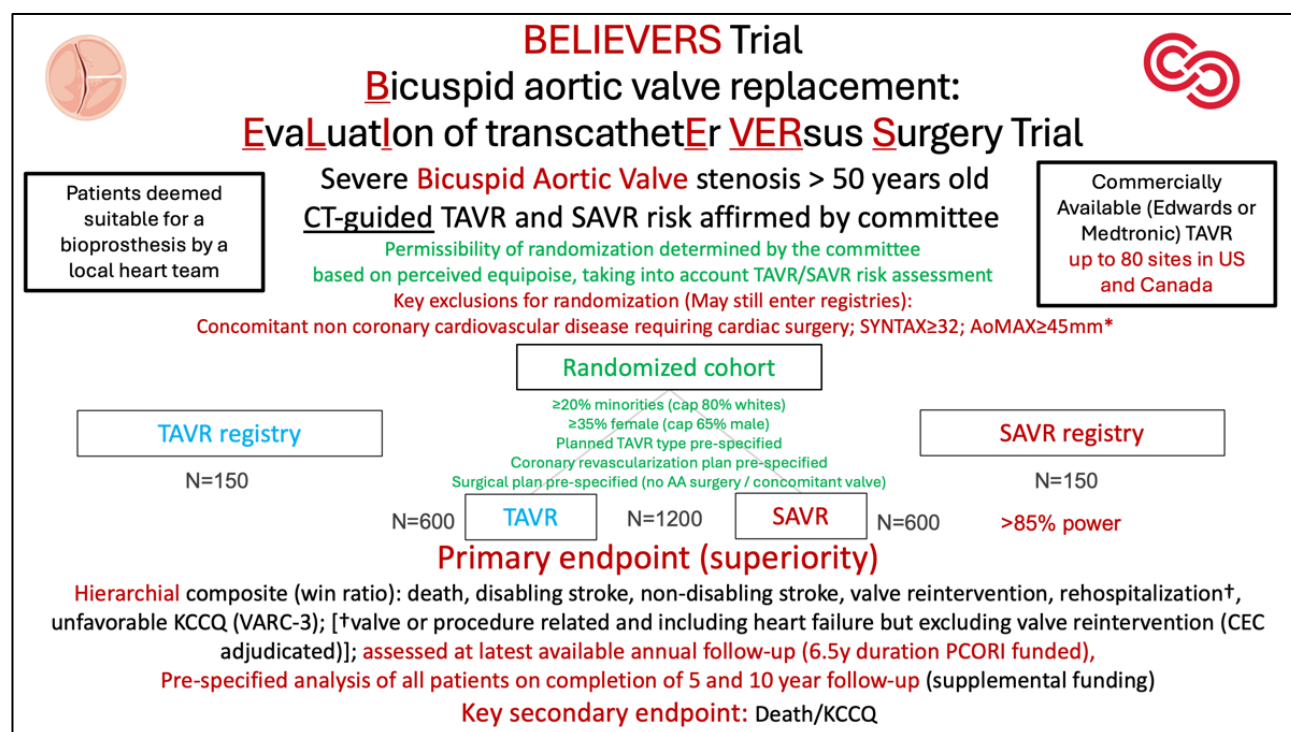 BELIEVERS Trial
Bicuspid aortic valve replacement:
EvaLuatIon of transcathetEr VERsus Surgery Trial
Patients deemed
suitable for a
bioprosthesis by a
local heart team
Severe Bicuspid Aortic Valve stenosis > 50 years old
CT-guided TAVR and SAVR risk affirmed by committee
Permissibility of randomization determined by the committee
based on perceived equipoise, taking into account TAVR/SAVR risk assessment
Key exclusions for randomization (May still enter registries):
Concomitant non coronary cardiovascular disease requiring cardiac surgery; SYNTAX≥32; AoMAX≥45mm*
Commercially
Available (Edwards or
Medtronic) TAVR
up to 80 sites in US
and Canada
Randomized cohort
≥20% minorities (cap 80% whites)
≥35% female (cap 65% male)
Planned TAVR type pre-specified
Coronary revascularization plan pre-specified
Surgical plan pre-specified (no AA surgery / concomitant valve)
TAVR registry
N=150
SAVR registry
N=150
N=600 TAVR N=1200 SAVR N=600 >85% power
Primary endpoint (superiority)
Hierarchial composite (win ratio): death, disabling stroke, non-disabling stroke, valve reintervention, rehospitalization†,
unfavorable KCCQ (VARC-3); [†valve or procedure related and including heart failure but excluding valve reintervention (CEC
adjudicated)]; assessed at latest available annual follow-up (6.5y duration PCORI funded),
Pre-specified analysis of all patients on completion of 5 and 10 year follow-up (supplemental funding)
Key secondary endpoint: Death/KCCQ